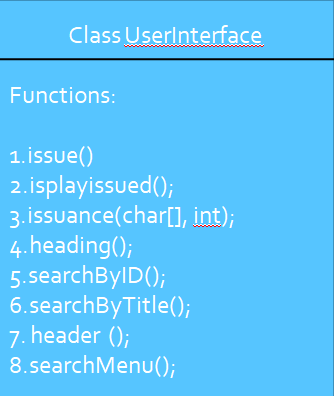 Class UserInterface
Functions:
1.issue()
2.isplayissued();
3.issuance(char[], int);
4.heading();
5.searchByID();
6.searchByTitle();
7. header ();
8.searchMenu();